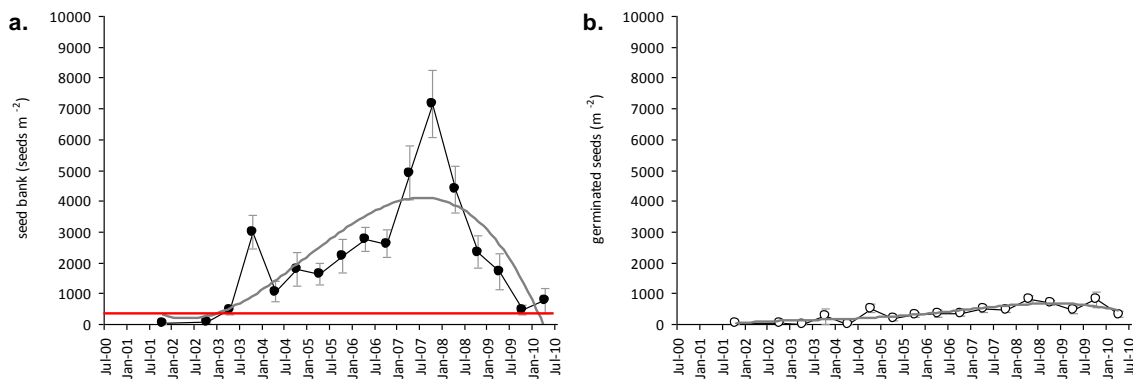 a.
seed bank (seeds m -2)
10000
9000
8000
7000
6000
5000
4000
3000
2000
1000
0
Jul-00
Jan-01
Jul-01
Jan-02
Jul-02
Jan-03
Jul-03
Jan-04
Jul-04
Jan-05
Jul-05
Jan-06
Jul-06
Jan-07
Jul-07
Jan-08
Jul-08
Jan-09
Jul-09
Jan-10
Jul-10
b.
germinated seeds (m -2)
10000
9000
8000
7000
6000
5000
4000
3000
2000
1000
0
Jul-00
Jan-01
Jul-01
Jan-02
Jul-02
Jan-03
Jul-03
Jan-04
Jul-04
Jan-05
Jul-05
Jan-06
Jul-06
Jan-07
Jul-07
Jan-08
Jul-08
Jan-09
Jul-09
Jan-10
Jul-10